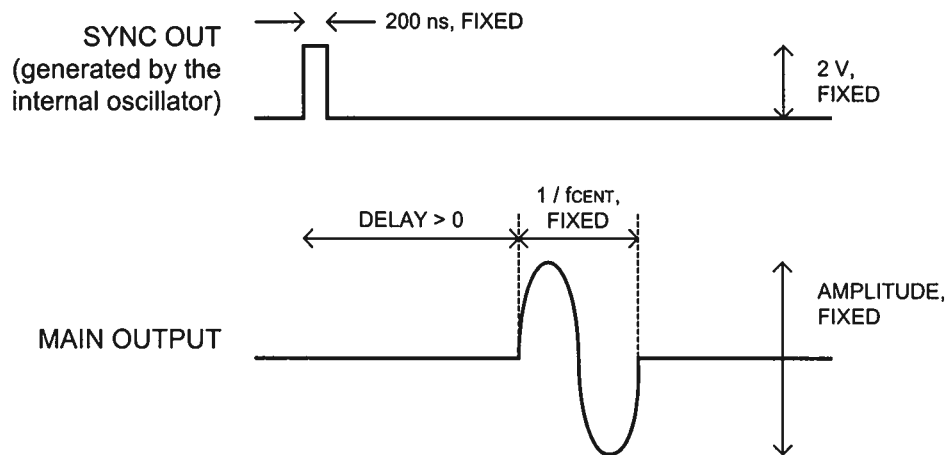 200 ns, FIXED
SYNC OUT
(generated by the
internal oscillator)
2 V,
FIXED
1 / fCENT,
FIXED
DELAY > 0
AMPLITUDE,
FIXED
MAIN OUTPUT